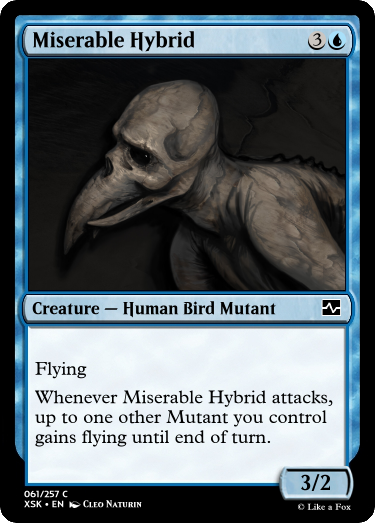 Miserable Hybrid 3
Creature — Human Bird Mutant
Flying
Whenever Miserable Hybrid attacks,
up to one other Mutant you control
gains flying until end of turn.
3/2
061/257 C
XSK • EN Cleo Naturin
© Like a Fox